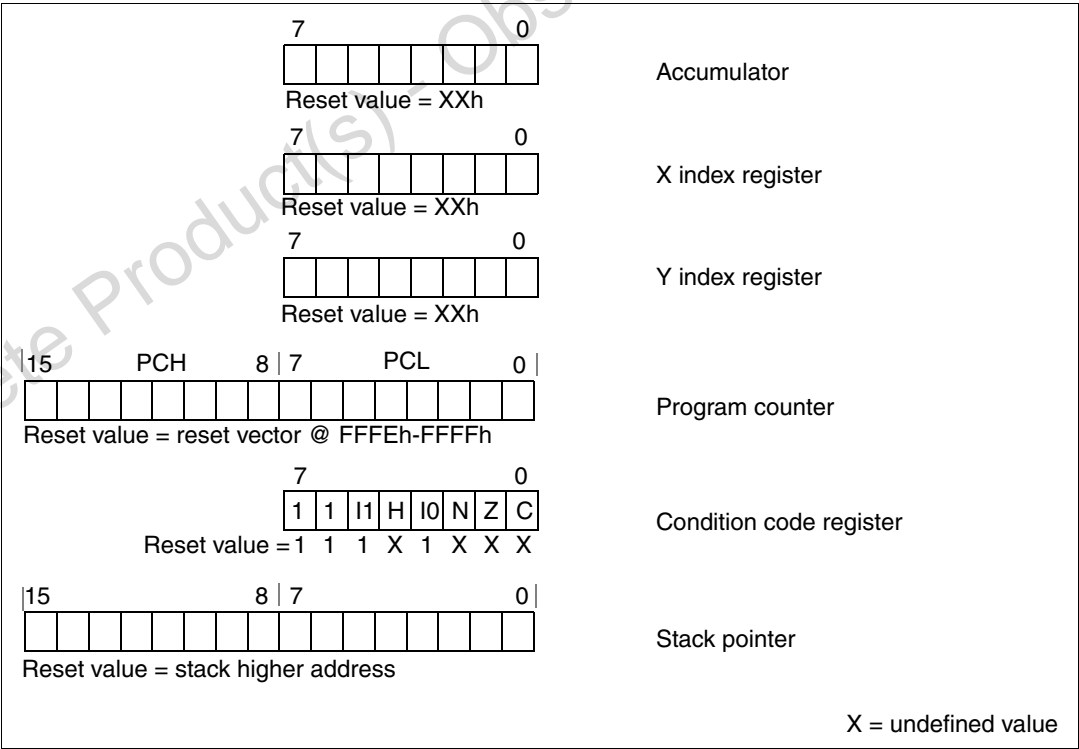 7 0
Accumulator
Reset value = XXh
7 0
X index register
Reset value = XXh
7 0
Y index register
Reset value = XXh
15 PCH 8 7 PCL 0
Program counter
Reset value = reset vector @ FFFEh-FFFFh
7 0
1 1 I1 H I0 N Z C
Condition code register
Reset value = 1 1 1 X 1 X X X
15 8 7 0
Stack pointer
Reset value = stack higher address
X = undefined value
ete Product(s) - Obs